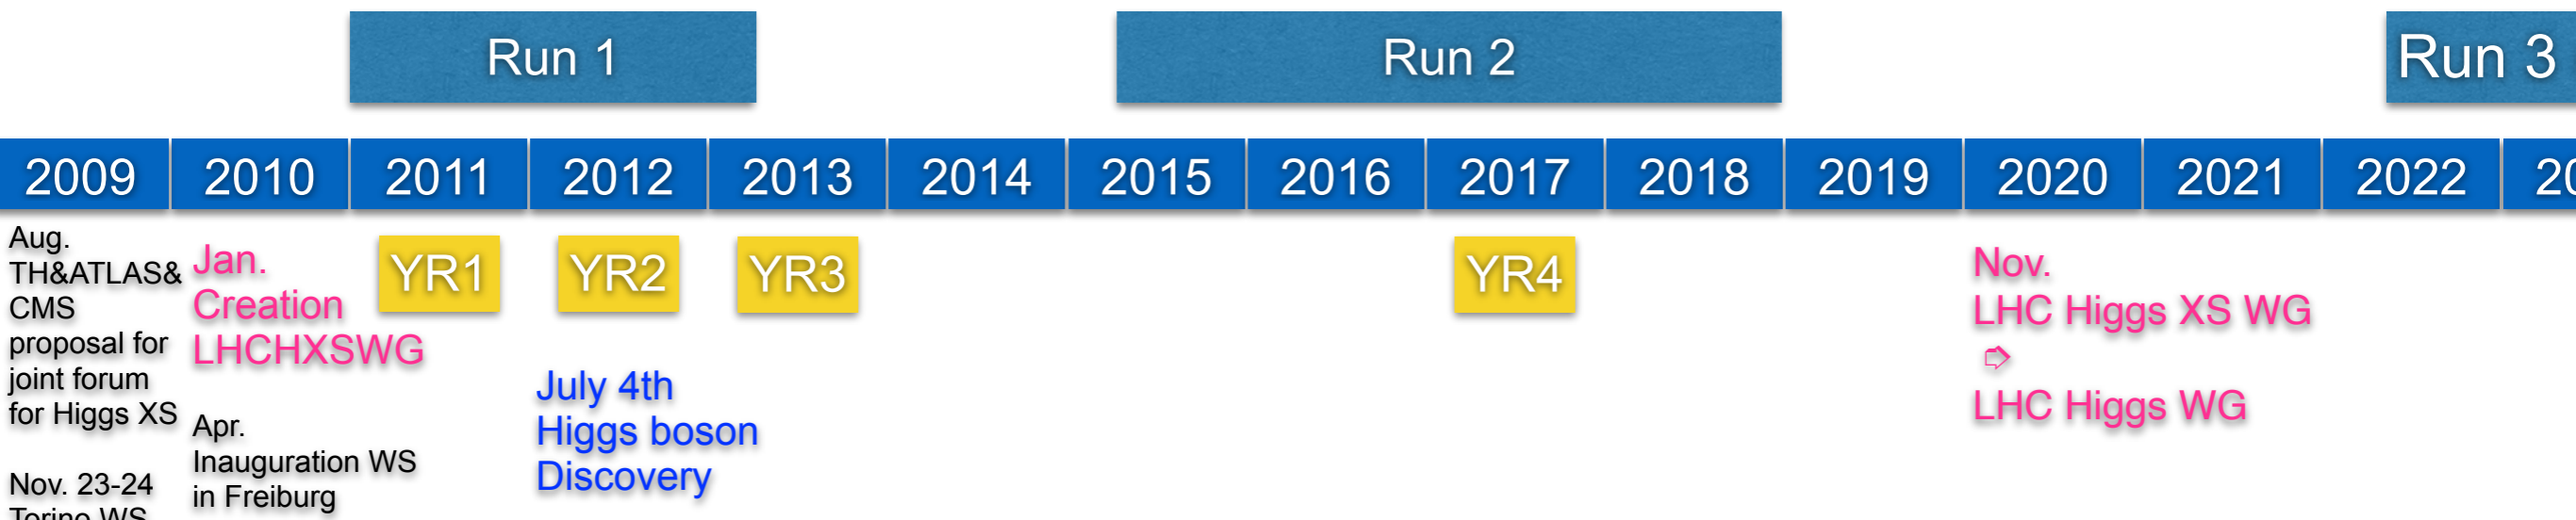 Run 1
Run 2
Run 3
2009 2010 2011 2012 2013 2014 2015 2016 2017 2018 2019 2020 2021 2022
Aug.
TH&ATLAS&
CMS
proposal for
joint forum
for Higgs XS
Nov. 23-24
Torino WS
Jan.
Creation
LHCHXSWG
Apr.
Inauguration WS
in Freiburg
YR1
YR2
YR3
YR4
July 4th
Higgs boson
Discovery
Nov.
LHC Higgs XS WG
➪
LHC Higgs WG